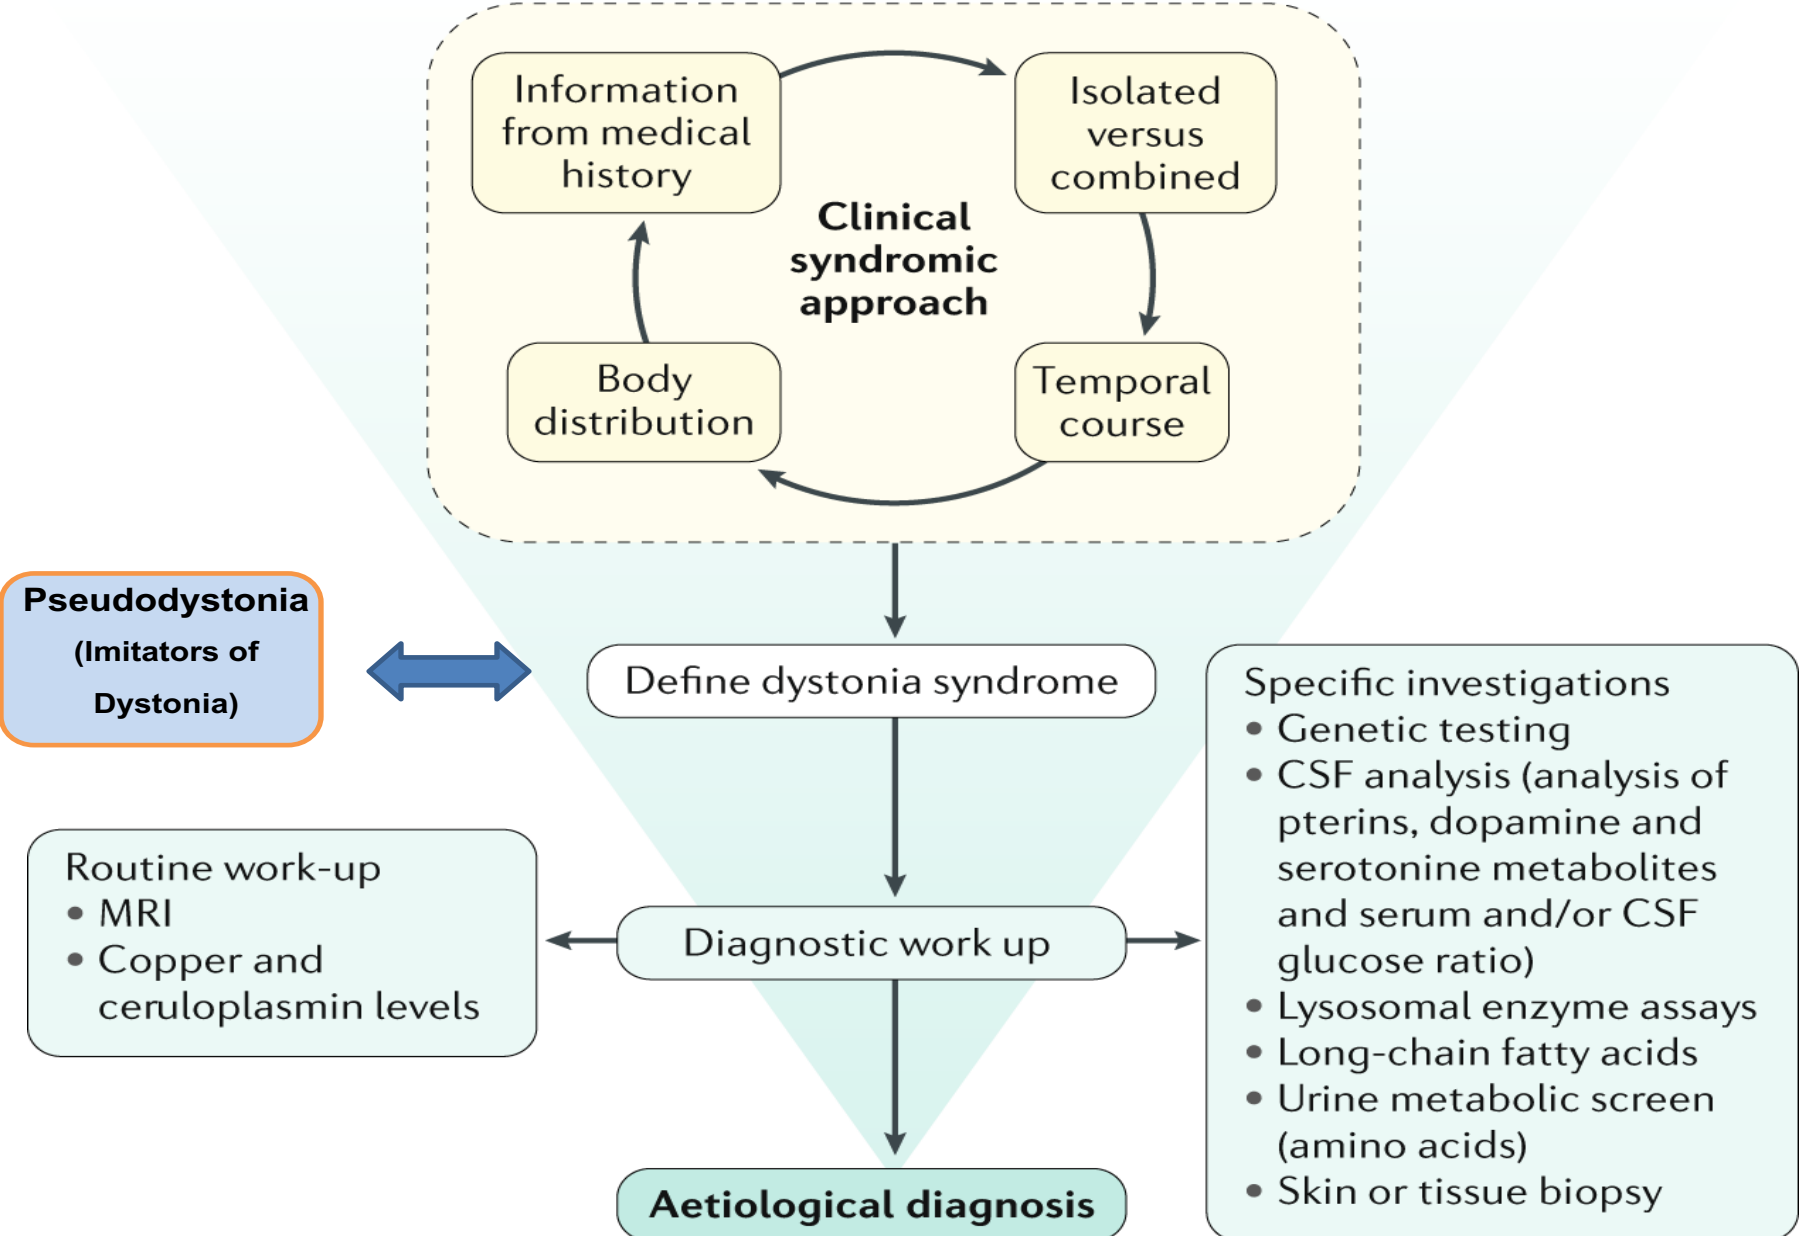 Information
from medical
history
Isolated
versus
combined
Clinical
syndromic
approach
Body
distribution
Temporal
course
Pseudodystonia
(Imitators of
Dystonia)
Define dystonia syndrome
Specific investigations
• Genetic testing
• CSF analysis (analysis of
pterins, dopamine and
serotonine metabolites
and serum and/or CSF
glucose ratio)
• Lysosomal enzyme assays
• Long-chain fatty acids
• Urine metabolic screen
(amino acids)
• Skin or tissue biopsy
Routine work-up
• MRI
• Copper and
ceruloplasmin levels
Diagnostic work up
Aetiological diagnosis